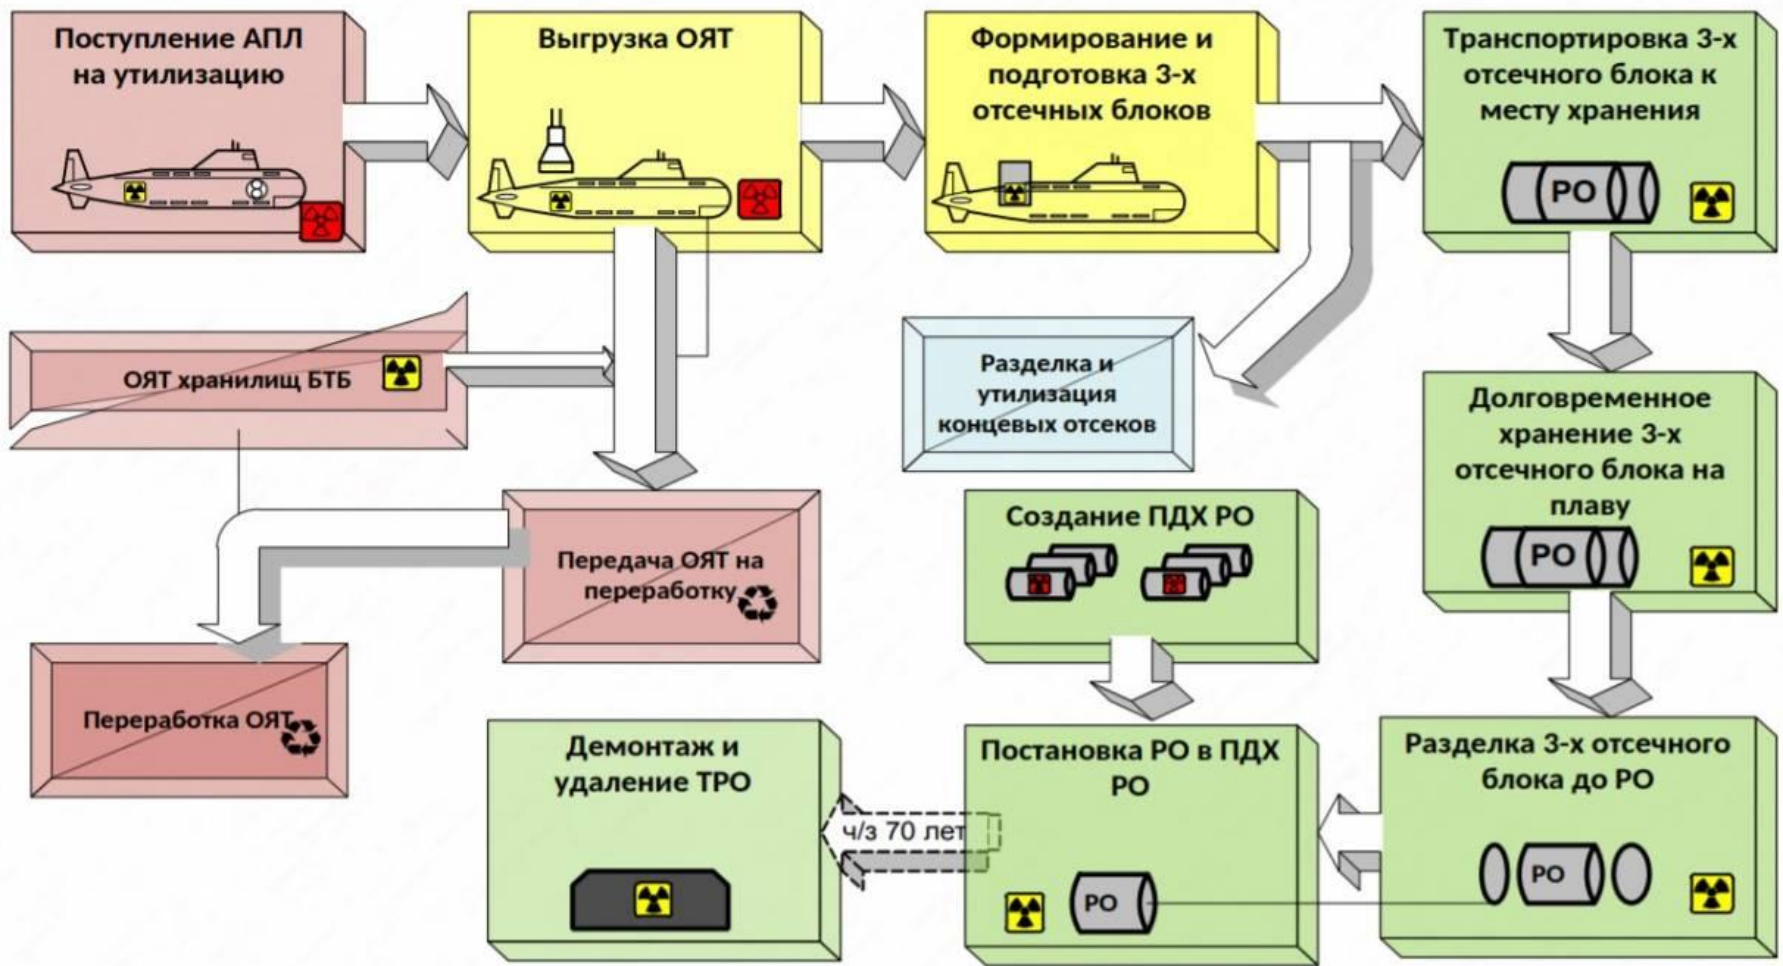 Поступление АПЛ
на утилизацию
Выгрузка ОЯТ
Формирование и
подготовка 3-х
отсечных блоков
Транспортировка 3-х
отсечного блока к
месту хранения
РО
ОЯТ хранилищ БТБ
Разделка и
утилизация
концевых отсеков
Долговременное
хранение 3-х
отсечного блока на
плаву
РО
Передача ОЯТ на
переработку
Создание ПДХ РО
Переработка ОЯТ
Демонтаж и
удаление ТРО
ч/з 70 лет
Постановка РО в ПДХ
РО
РО
Разделка 3-х отсечного
блока до РО
РО